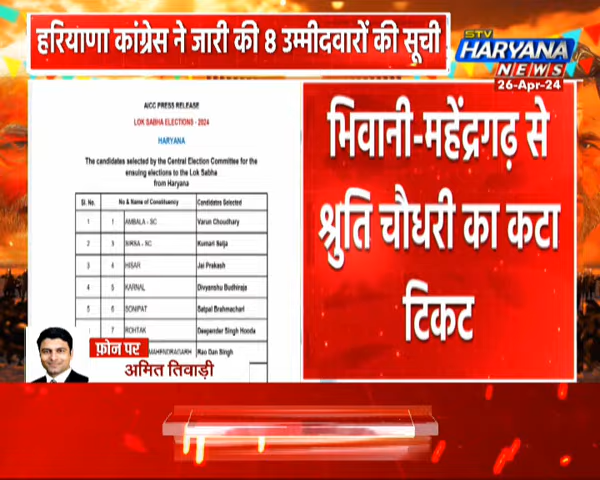 हरियाणा कांग्रेस ने जारी की 8 उम्मीदवारों की सूची
STV
HARYANA
NEWS
26-Apr-24
AICC PRESS RELEASE
LOK SABHA ELECTIONS - 2024
HARYANA
The candidates selected by the Central Election Committee for the
ensuing elections to the Lok Sabha
from Haryana
Sl. No. No & Name of Constituency Candidates Selected
1 1 AMBALA - SC Varun Choudhary
2 2 SIRSA - SC Kumari Selja
3 4 HISAR Jai Prakash
4 5 KARNAL Divyanshu Budhiraja
5 6 SONIPAT Satpal Brahmachari
7 ROHTAK Deepender Singh Hooda
MAHENDRAGARH Rao Dan Singh
भिवानी-महेंद्रगढ़ से
श्रुति चौधरी का कटा
टिकट
फ़ोन पर
अमित तिवाड़ी